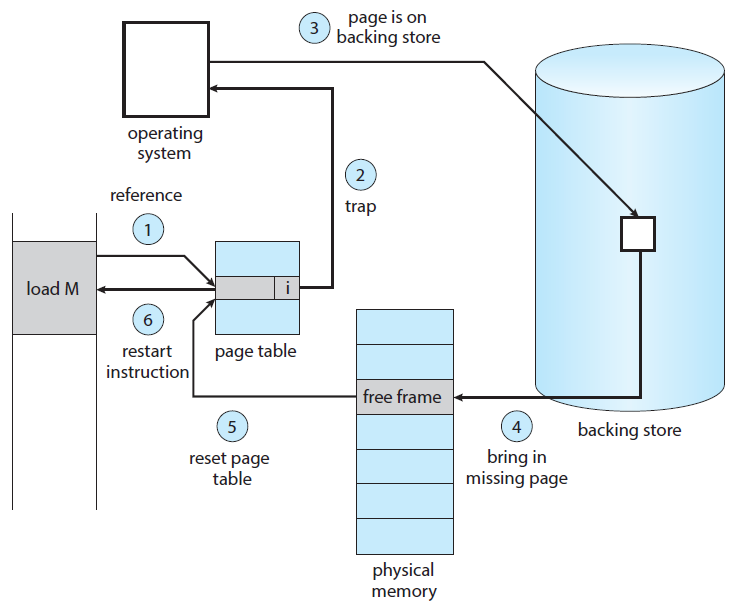 3
page is on
backing store
operating
system
2
trap
reference
1
load M
i
6
restart
instruction
page table
free frame
5
reset page
table
4
bring in
missing page
backing store
physical
memory